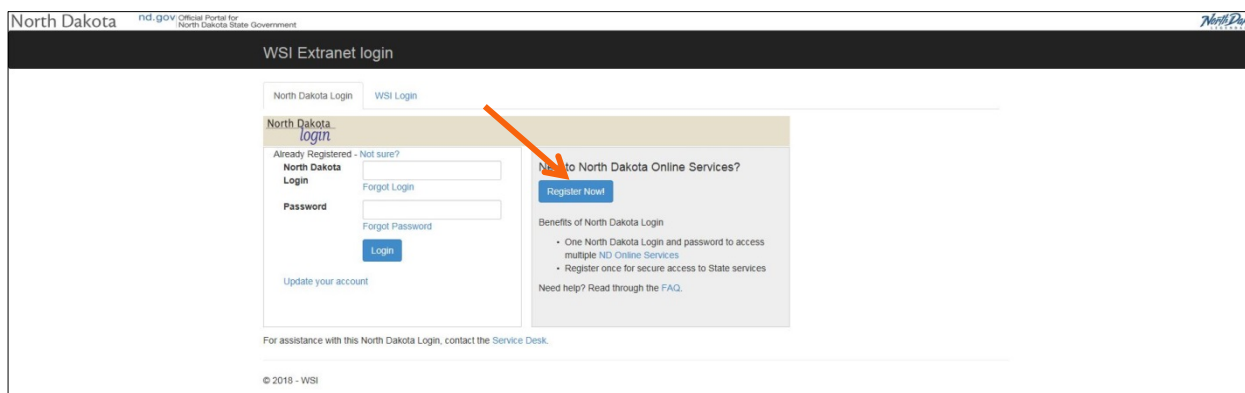 North Dakota
nd.gov Official Portal for
North Dakota State Government
WSI Extranet login
North Dakota Login
WSI Login
North Dakota
login
Already Registered - Not sure?
North Dakota
Login
Forgot Login
Password
Forgot Password
Login
Update your account
to North Dakota Online Services?
Register Now!
Benefits of North Dakota Login
• One North Dakota Login and password to access
multiple ND Online Services
• Register once for secure access to State services
Need help? Read through the FAQ.
For assistance with this North Dakota Login, contact the Service Desk.
© 2018 - WSI